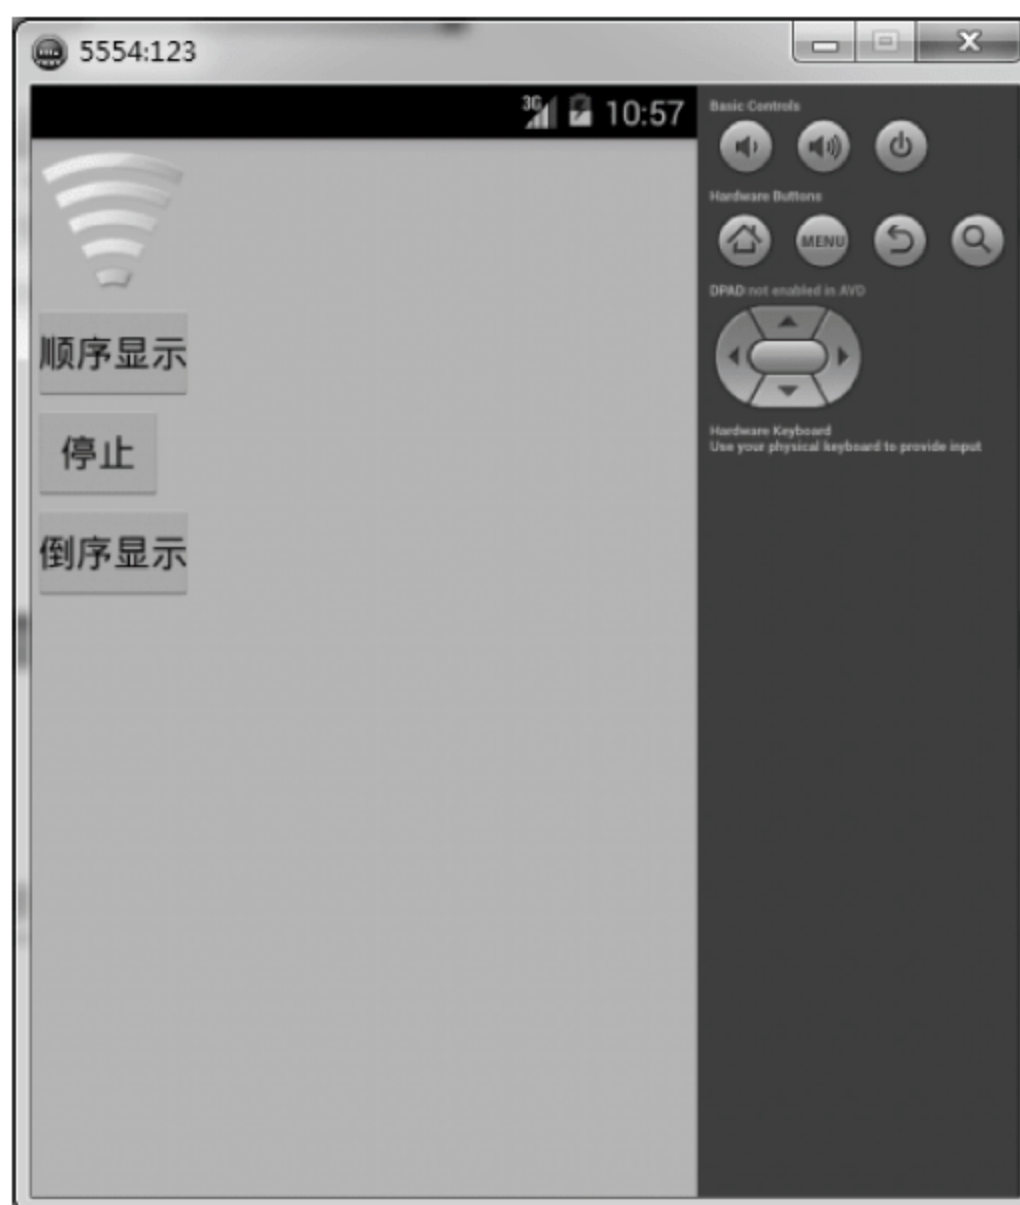 5554:123
3G 10:57
顺序显示
停止
倒序显示
Basic Controls
Hardware Buttons
MENU
DPAD not enabled in AVD
Hardware Keyboard
Use your physical keyboard to provide input